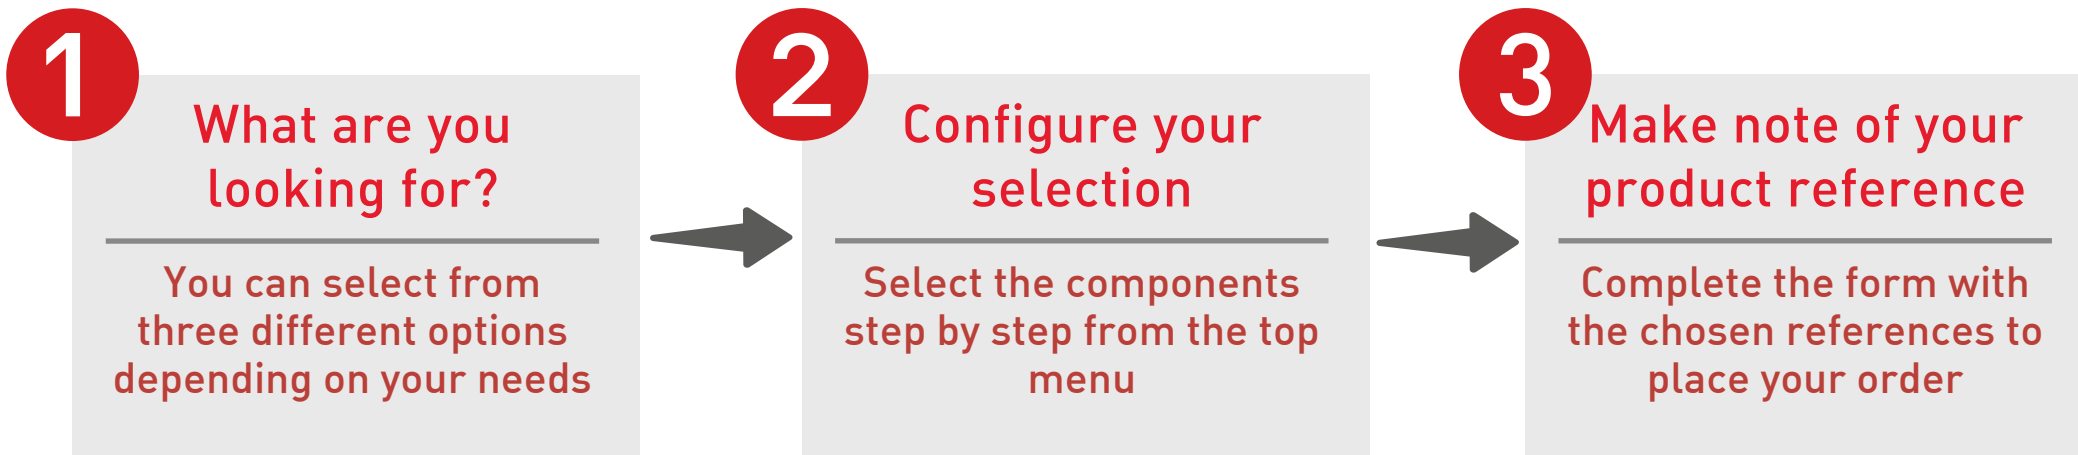 1
What are you
looking for?
You can select from
three different options
depending on your needs
2
Configure your
selection
Select the components
step by step from the top
menu
3
Make note of your
product reference
Complete the form with
the chosen references to
place your order